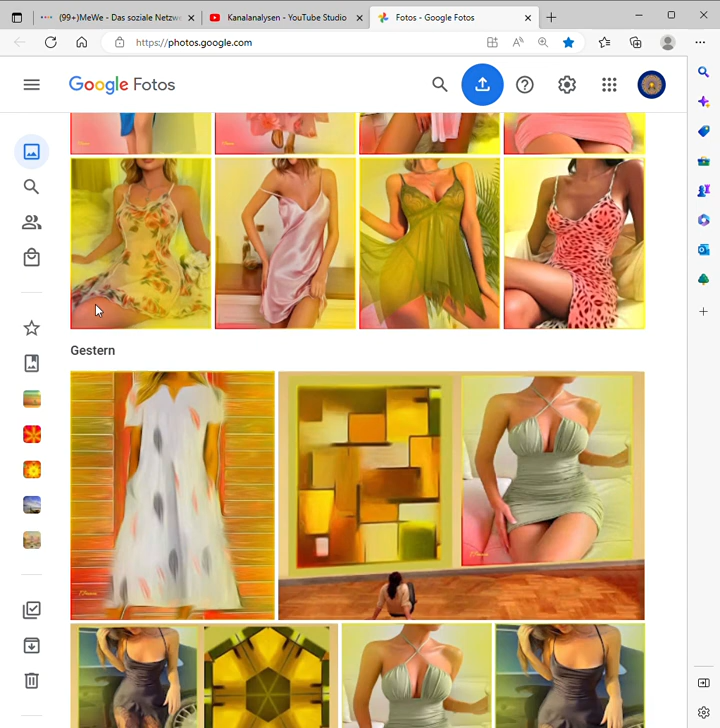 (99+)MeWe - Das soziale Netzw
Kanalanalysen - YouTube Studio
Fotos - Google Fotos
https://photos.google.com
Google Fotos
Gestern